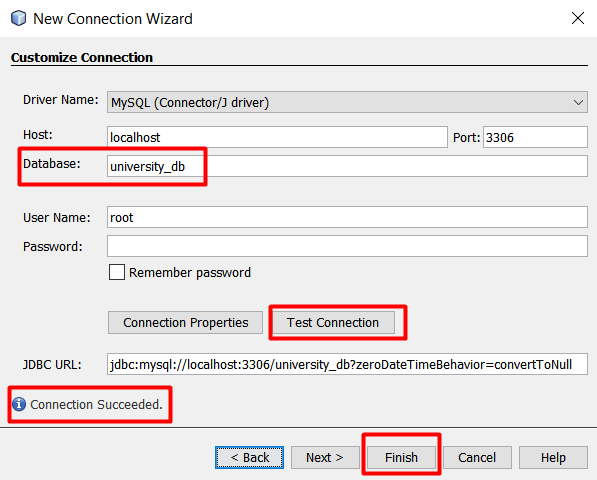 New Connection Wizard
Customize Connection
Driver Name: MySQL (Connector/J driver)
Host: localhost Port: 3306
Database: university_db
User Name: root
Password:
Remember password
Connection Properties Test Connection
JDBC URL: jdbc:mysql://localhost:3306/university_db?zeroDateTimeBehavior=convertToNull
Connection Succeeded.
< Back Next > Finish Cancel Help